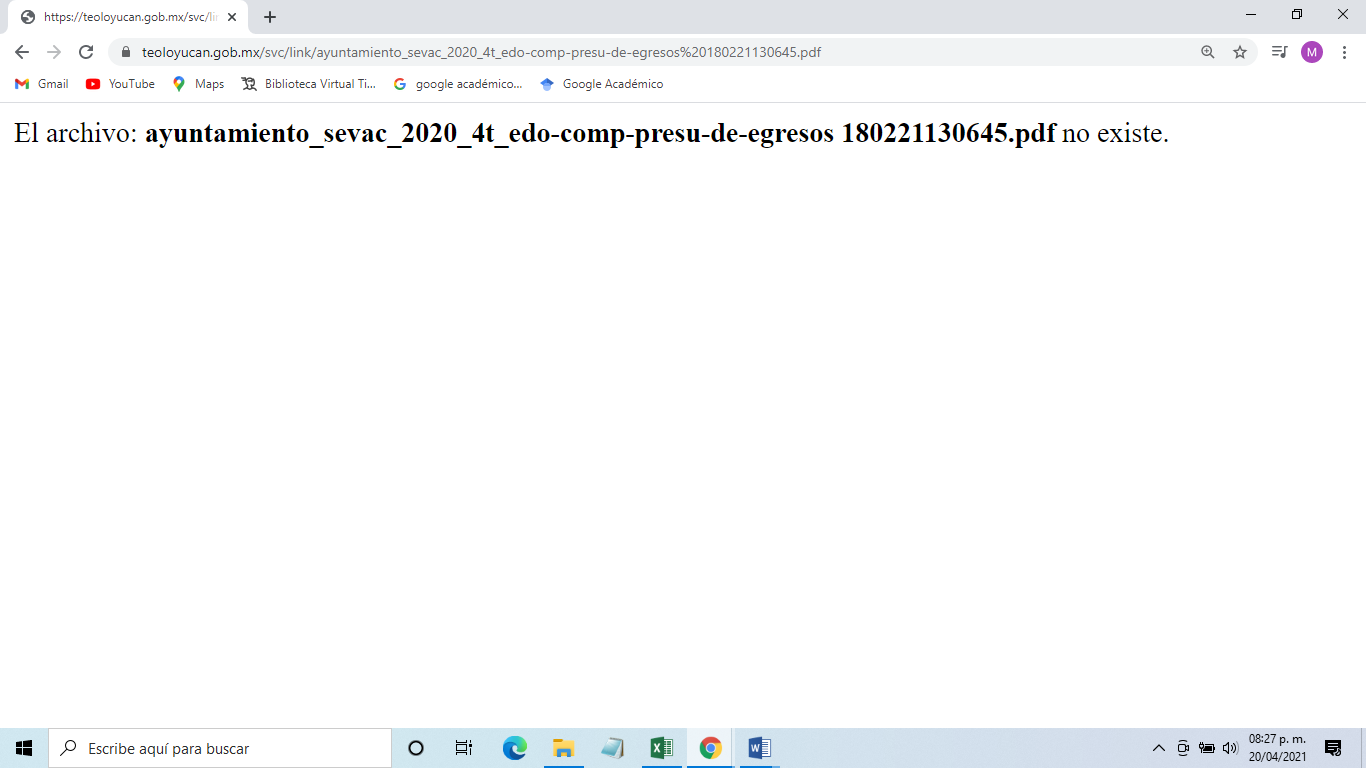 https://teoloyucan.gob.mx/svc/lin
teoloyucan.gob.mx/svc/link/ayuntamiento_sevac_2020_4t_edo-comp-presu-de-egresos%20180221130645.pdf
M
Gmail YouTube Maps Biblioteca Virtual Ti... google académico... Google Académico
El archivo: ayuntamiento_sevac_2020_4t_edo-comp-presu-de-egresos 180221130645.pdf no existe.
Escribe aquí para buscar
08:27 p. m.
20/04/2021